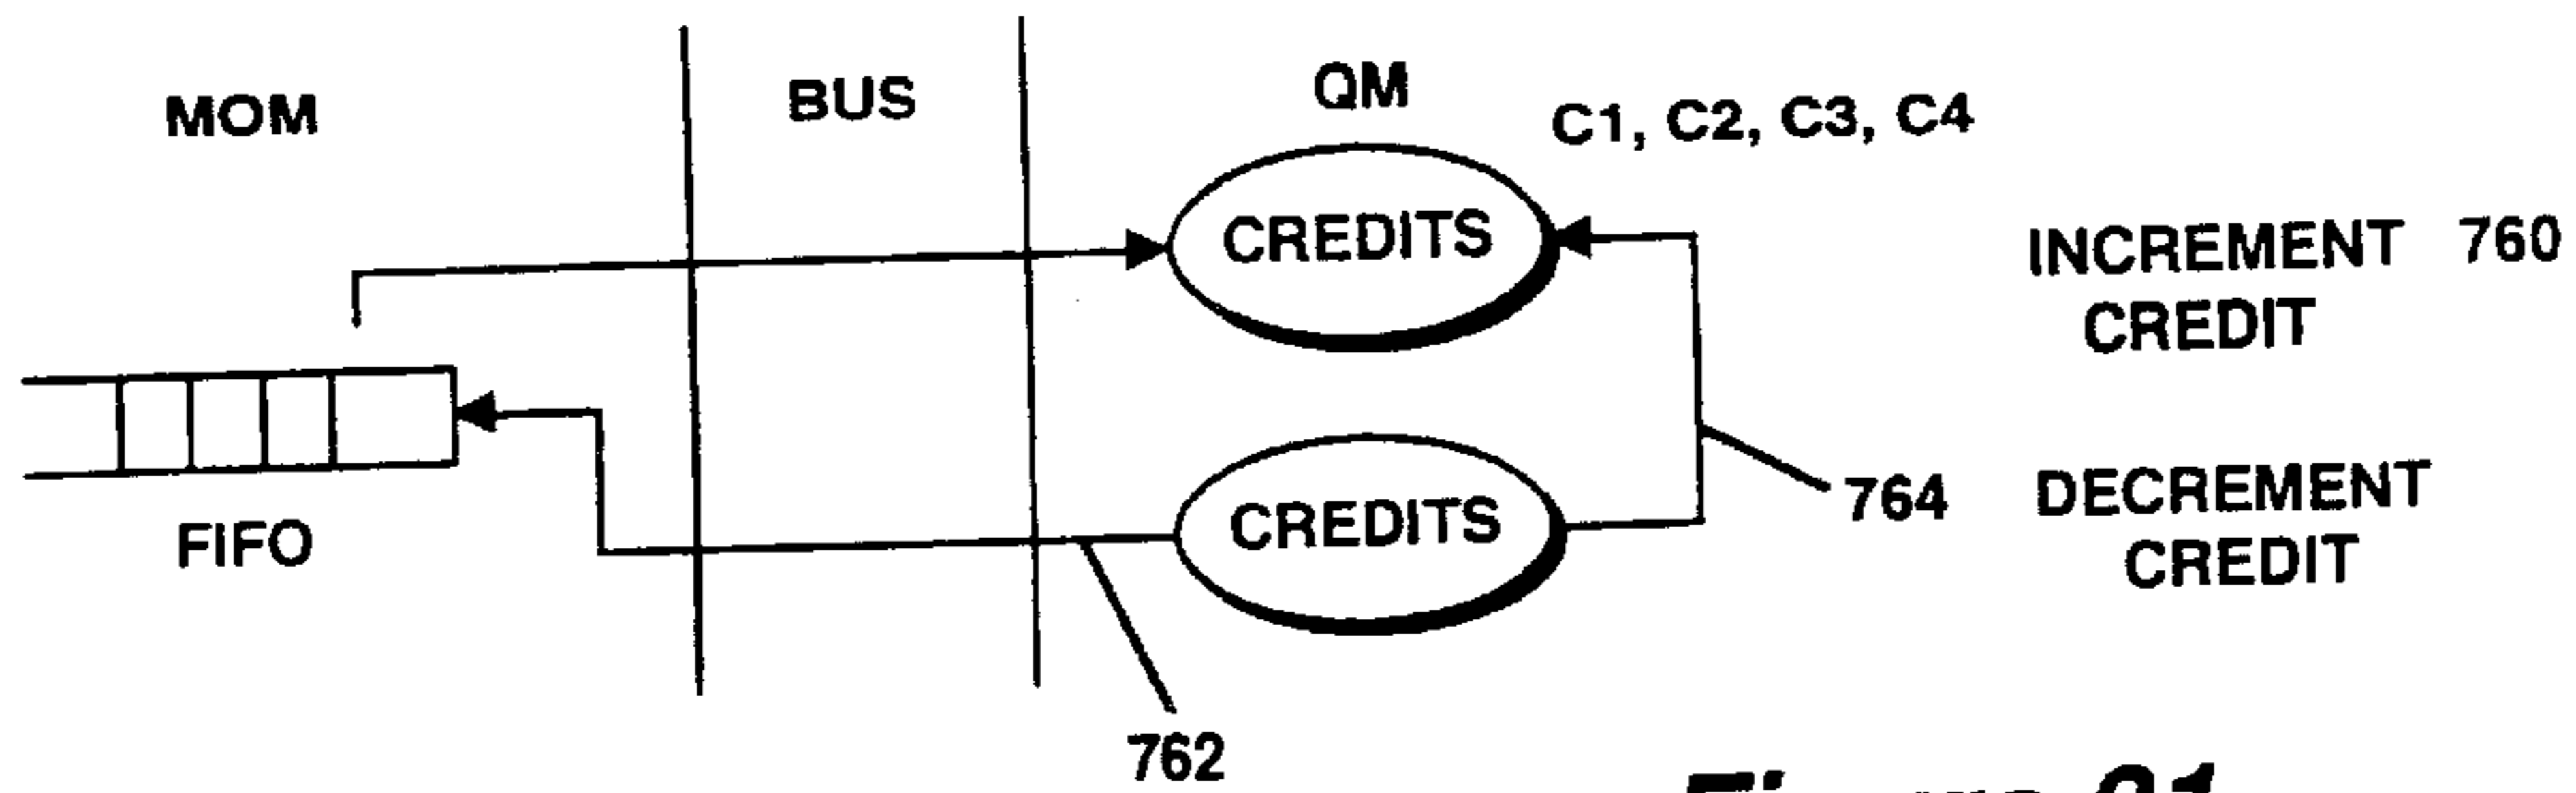 MOM
BUS
QM
C1, C2, C3, C4
CREDITS
INCREMENT 760
CREDIT
CREDITS
764
DECREMENT
CREDIT
FIFO
762